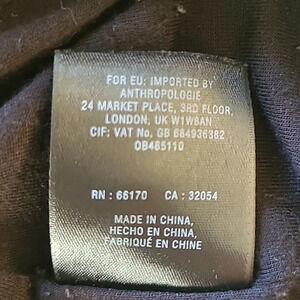 FOR EU: IMPORTED BY
ANTHROPOLOGIE
24 MARKET PLACE, 3RD FLOOR,
LONDON, UK W1W8AN
CIF: VAT No. GB 684936382
OB485110
RN : 66170 CA : 32054
MADE IN CHINA,
HECHO EN CHINA,
FABRIQUÉ EN CHINE